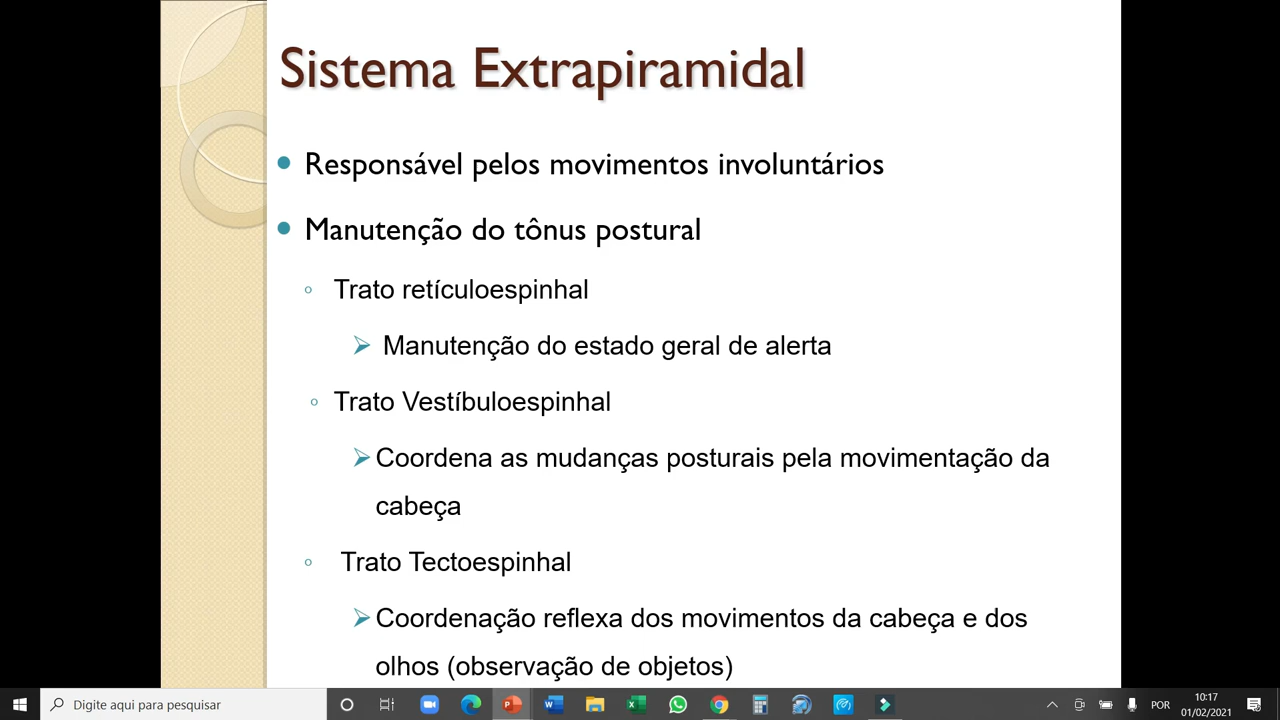 Sistema Extrapiramidal
Responsável pelos movimentos involuntários
Manutenção do tônus postural
Trato retículoespinhal
Manutenção do estado geral de alerta
Trato Vestíbuloespinhal
Coordena as mudanças posturais pela movimentação da
cabeça
Trato Tectoespinhal
Coordenação reflexa dos movimentos da cabeça e dos
olhos (observação de objetos)
Digite aqui para pesquisar
POR
10:17
01/02/2021